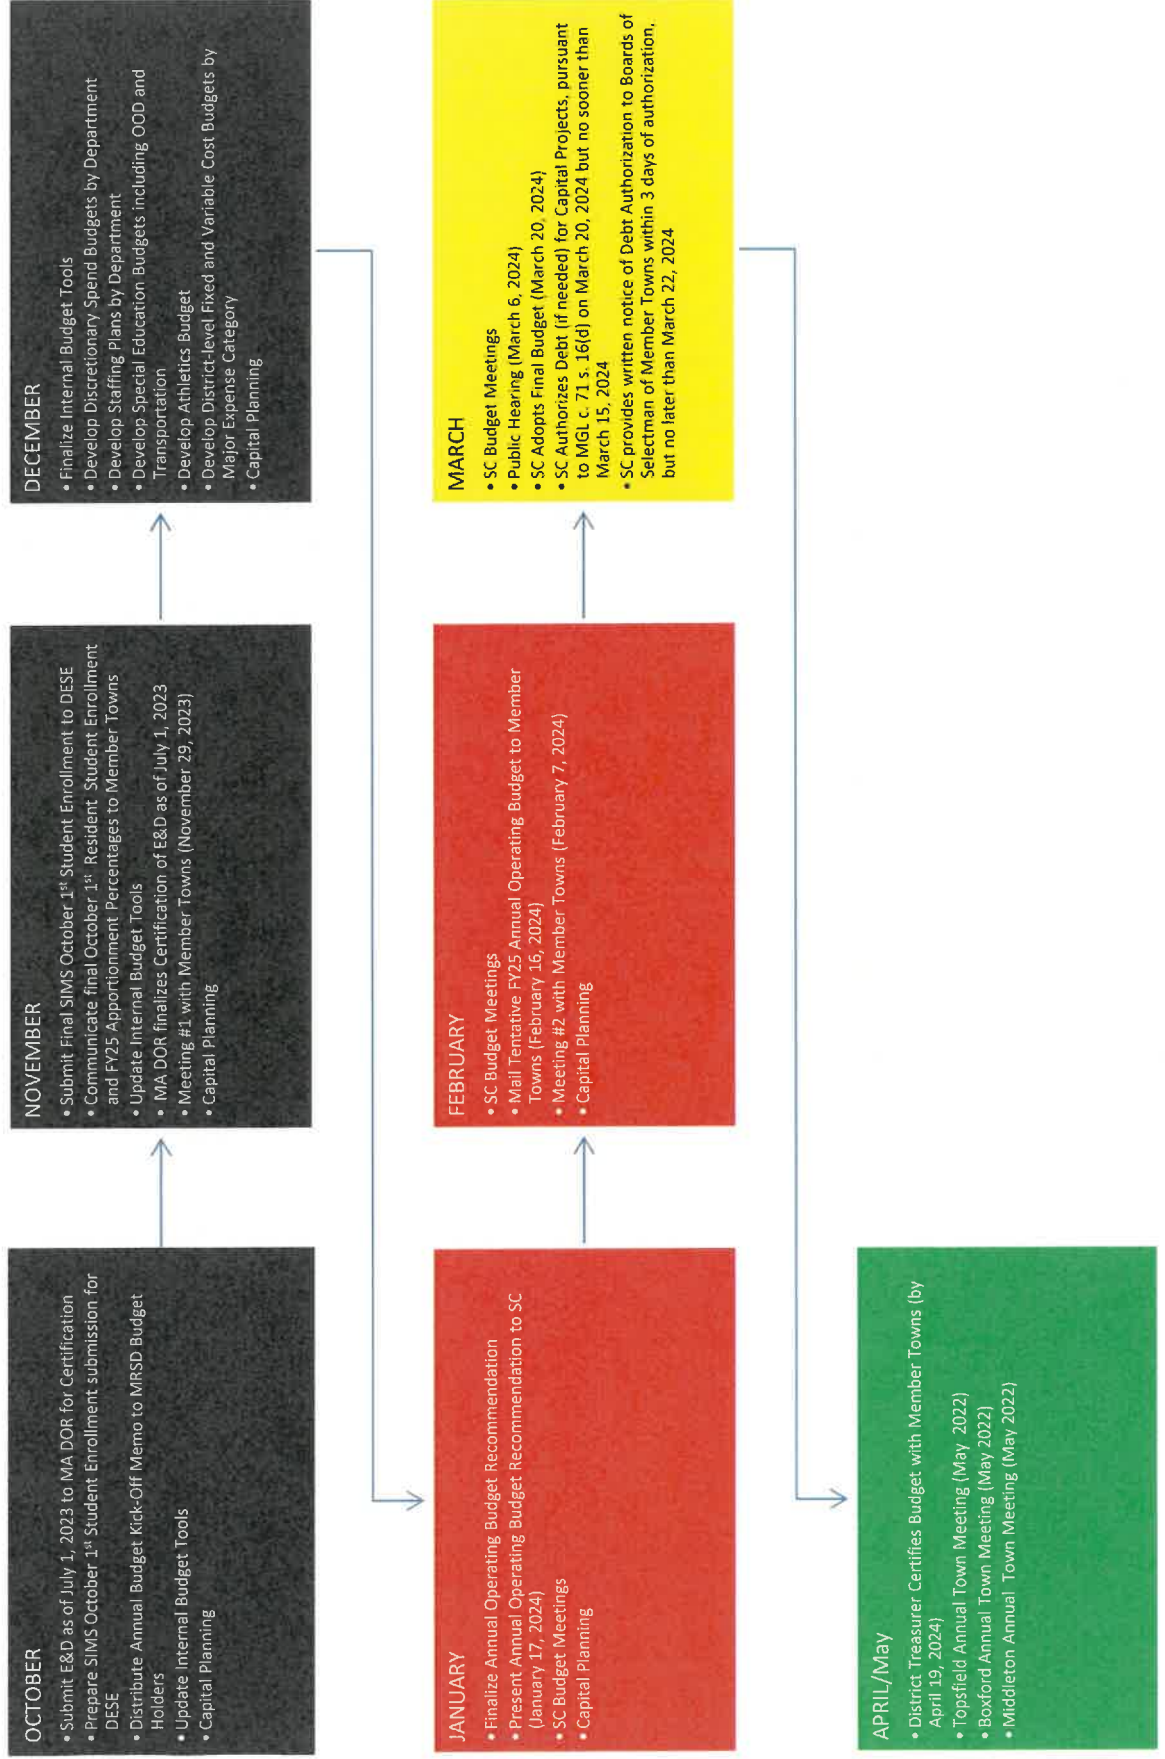 OCTOBER
• Submit E&D as of July 1, 2023 to MA DOR for Certification
• Prepare SIMS October 1st Student Enrollment submission for
DESE
• Distribute Annual Budget Kick-Off Memo to MRSD Budget
Holders
• Update Internal Budget Tools
• Capital Planning
NOVEMBER
• Submit Final SIMS October 1st Student Enrollment to DESE
• Communicate final October 1st Resident Student Enrollment
and FY25 Apportionment Percentages to Member Towns
• Update Internal Budget Tools
• MA DOR finalizes Certification of E&D as of July 1, 2023
• Meeting #1 with Member Towns (November 29, 2023)
• Capital Planning
DECEMBER
• Finalize Internal Budget Tools
• Develop Discretionary Spend Budgets by Department
• Develop Staffing Plans by Department
• Develop Special Education Budgets including OOD and
Transportation
• Develop Athletics Budget
• Develop District-level Fixed and Variable Cost Budgets by
Major Expense Category
• Capital Planning
JANUARY
• Finalize Annual Operating Budget Recommendation
• Present Annual Operating Budget Recommendation to SC
(January 17, 2024)
• SC Budget Meetings
• Capital Planning
FEBRUARY
• SC Budget Meetings
• Mail Tentative FY25 Annual Operating Budget to Member
Towns (February 16, 2024)
• Meeting #2 with Member Towns (February 7, 2024)
• Capital Planning
MARCH
• SC Budget Meetings
• Public Hearing (March 6, 2024)
• SC Adopts Final Budget (March 20, 2024)
• SC Authorizes Debt (if needed) for Capital Projects, pursuant
to MGL c. 71 s. 16(d) on March 20, 2024 but no sooner than
March 15, 2024
• SC provides written notice of Debt Authorization to Boards of
Selectman of Member Towns within 3 days of authorization,
but no later than March 22, 2024
APRIL/May
• District Treasurer Certifies Budget with Member Towns (by
April 19, 2024)
• Topsfield Annual Town Meeting (May 2022)
• Boxford Annual Town Meeting (May 2022)
• Middleton Annual Town Meeting (May 2022)